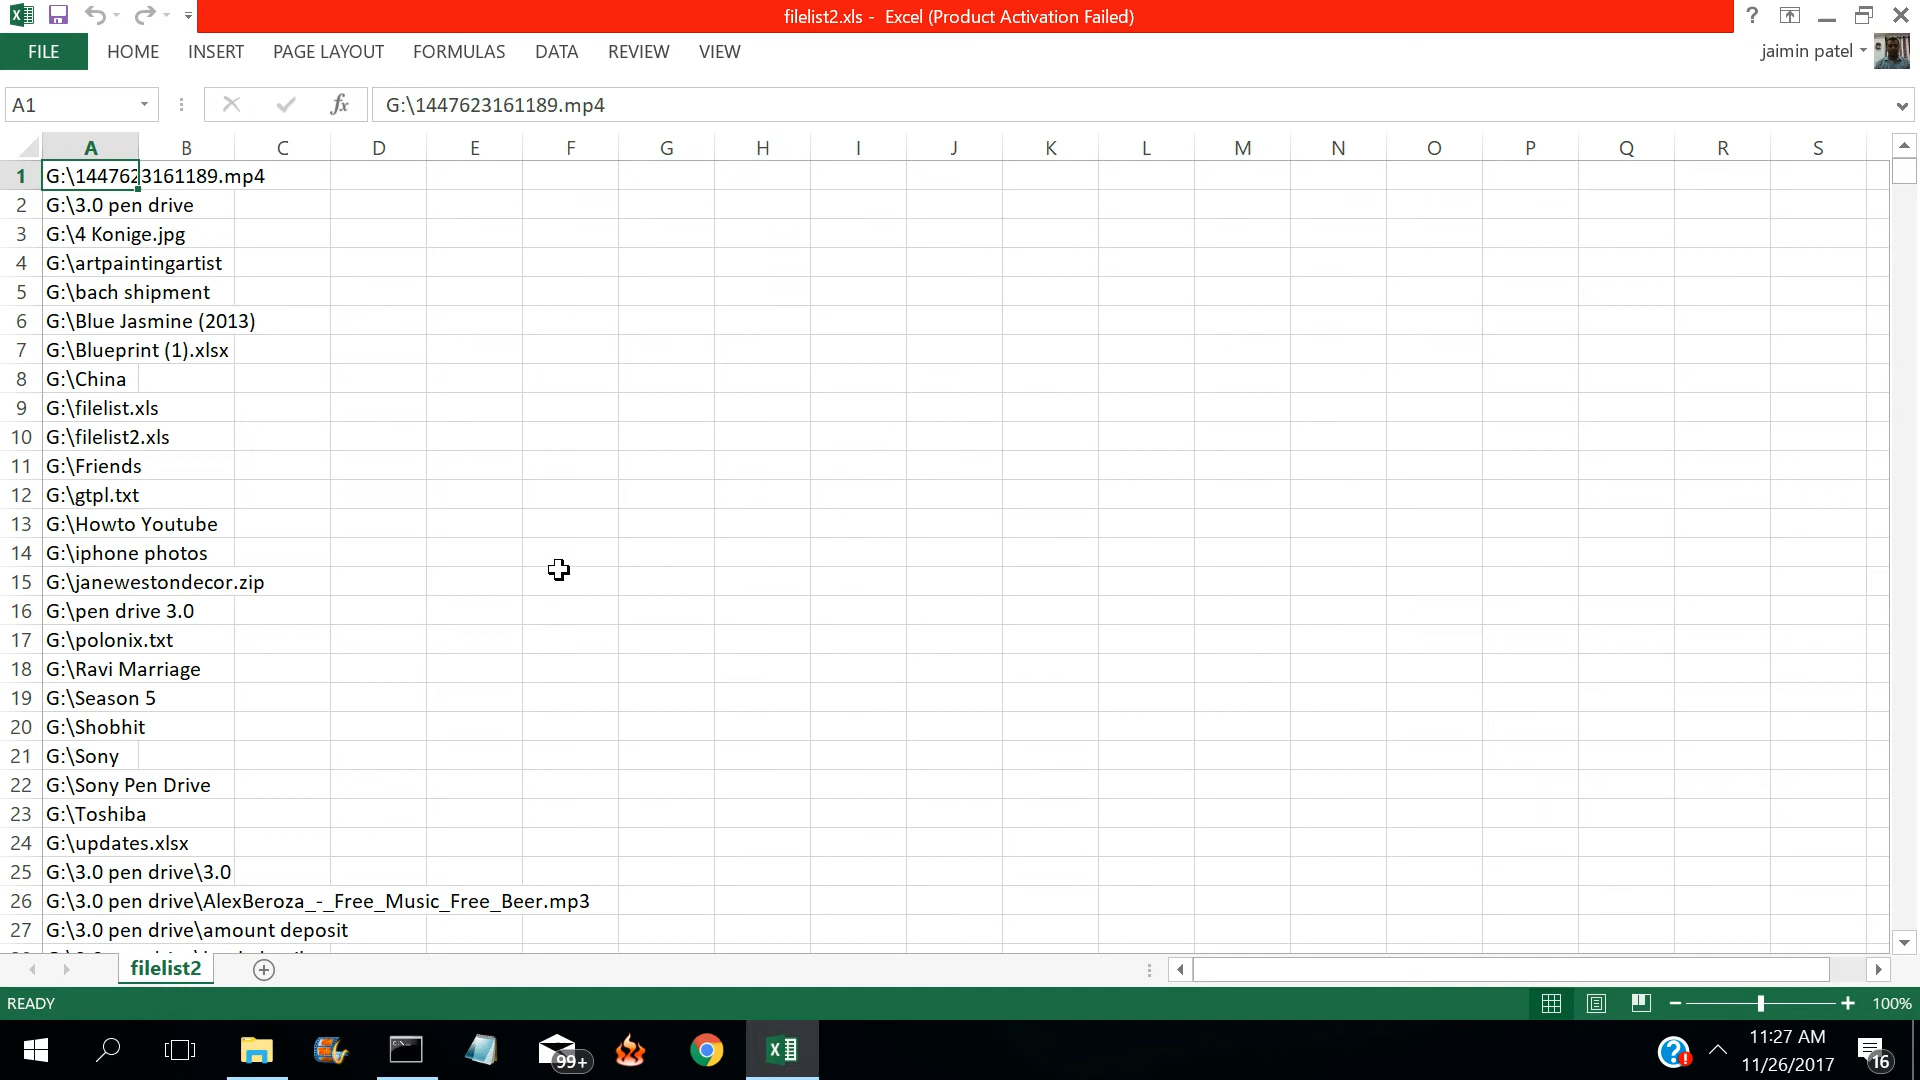 filelist2.xls - Excel (Product Activation Failed)
?
FILE HOME INSERT PAGE LAYOUT FORMULAS DATA REVIEW VIEW
jaimin patel
A1
fx
G:\1447623161189.mp4
A B C D E F G H I J K L M N O P Q R S
1 G:\1447623161189.mp4
2 G:\3.0 pen drive
3 G:\4 Konige.jpg
4 G:\artpaintingartist
5 G:\bach shipment
6 G:\Blue Jasmine (2013)
7 G:\Blueprint (1).xlsx
8 G:\China
9 G:\filelist.xls
10 G:\filelist2.xls
11 G:\Friends
12 G:\gtpl.txt
13 G:\Howto Youtube
14 G:\iphone photos
15 G:\janewestondecor.zip
16 G:\pen drive 3.0
17 G:\polonix.txt
18 G:\Ravi Marriage
19 G:\Season 5
20 G:\Shobhit
21 G:\Sony
22 G:\Sony Pen Drive
23 G:\Toshiba
24 G:\updates.xlsx
25 G:\3.0 pen drive\3.0
26 G:\3.0 pen drive\AlexBeroza_-_Free_Music_Free_Beer.mp3
27 G:\3.0 pen drive\amount deposit
filelist2
READY
100%
99+
11:27 AM
11/26/2017
16